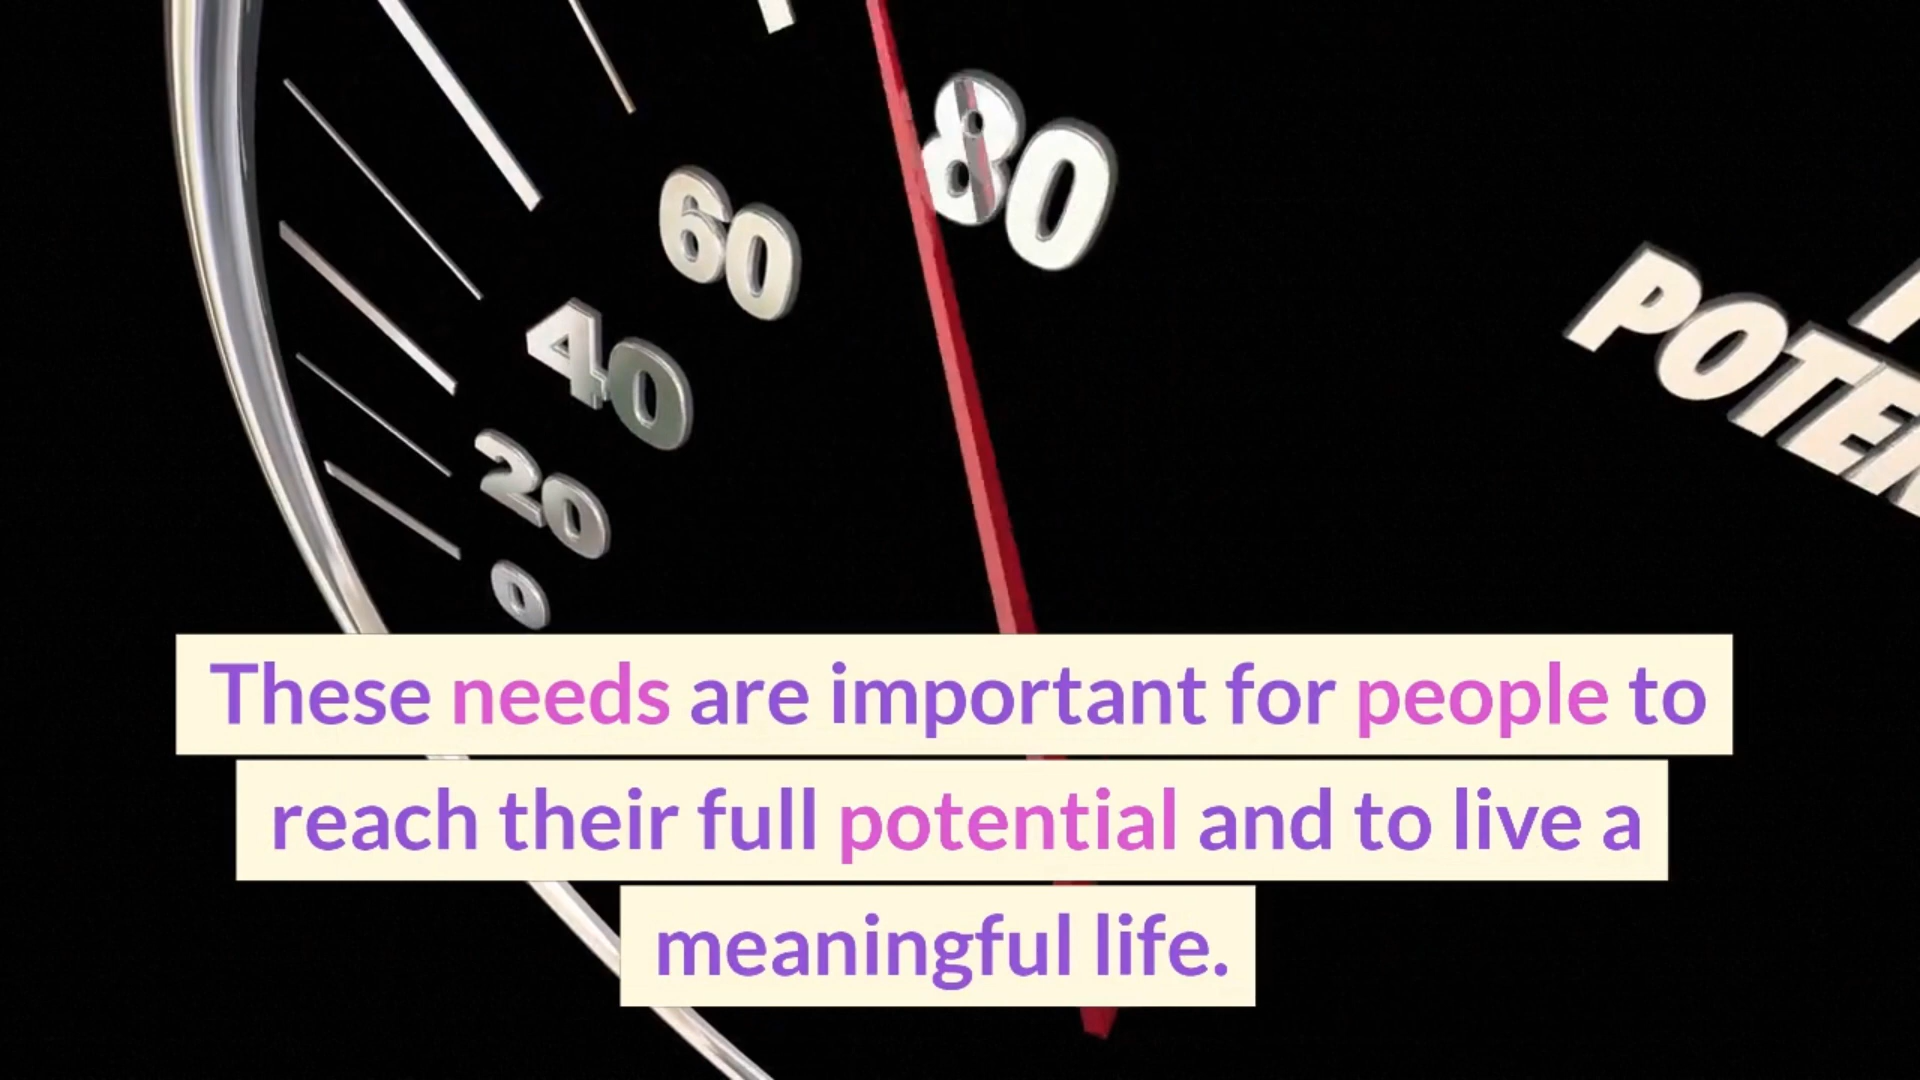 80
60
40
20
0
These needs are important for people to
reach their full potential and to live a
meaningful life.